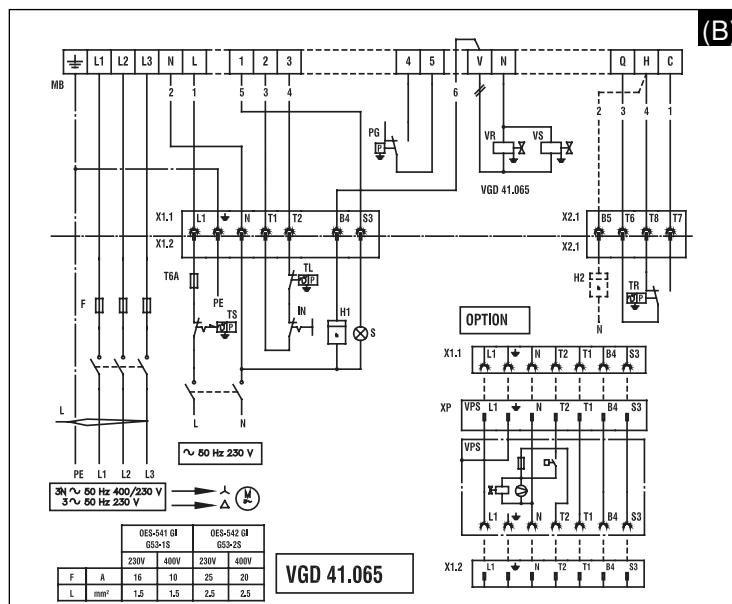 (B)
L1 L2 L3 N L 1 2 3 4 5 V N Q H C
MB
2 1 5 3 4 6 2 3 4 1
PG
P
VR VS
VGD 41.065
X1.1 L1 N T1 T2 B4 S3 X2.1 B5 T6 T8 T7
X1.2 X2.1
T6A TL H2 TR
P
F PE TS IN H1 S
P
N
OPTION
X1.1 L1 N T2 T1 B4 S3
XP VPS L1 N T2 T1 B4 S3
VPS
L1 N T2 T1 B4 S3
X1.2 L1 N T2 T1 B4 S3
L L N
~ 50 Hz 230 V
PE L1 L2 L3
3N ~ 50 Hz 400/230 V
3 ~ 50 Hz 230 V
M
OES-541 GI OES-542 GI
G53-1S G53-2S
230V 400V 230V 400V
F A 16 10 25 20
L mm² 1.5 1.5 2.5 2.5
VGD 41.065